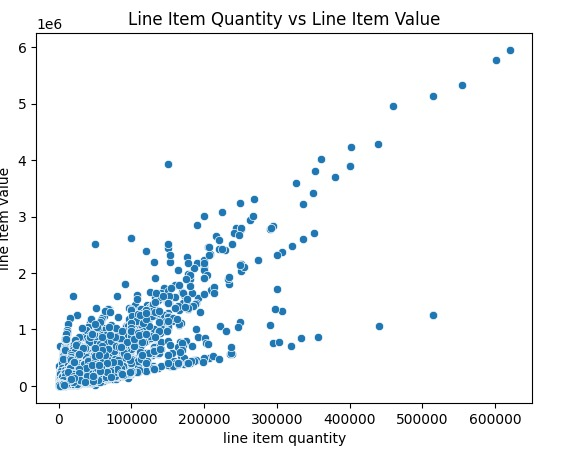 Line Item Quantity vs Line Item Value
1e6
6
5
4
3
2
1
0
line item value
0 100000 200000 300000 400000 500000 600000
line item quantity